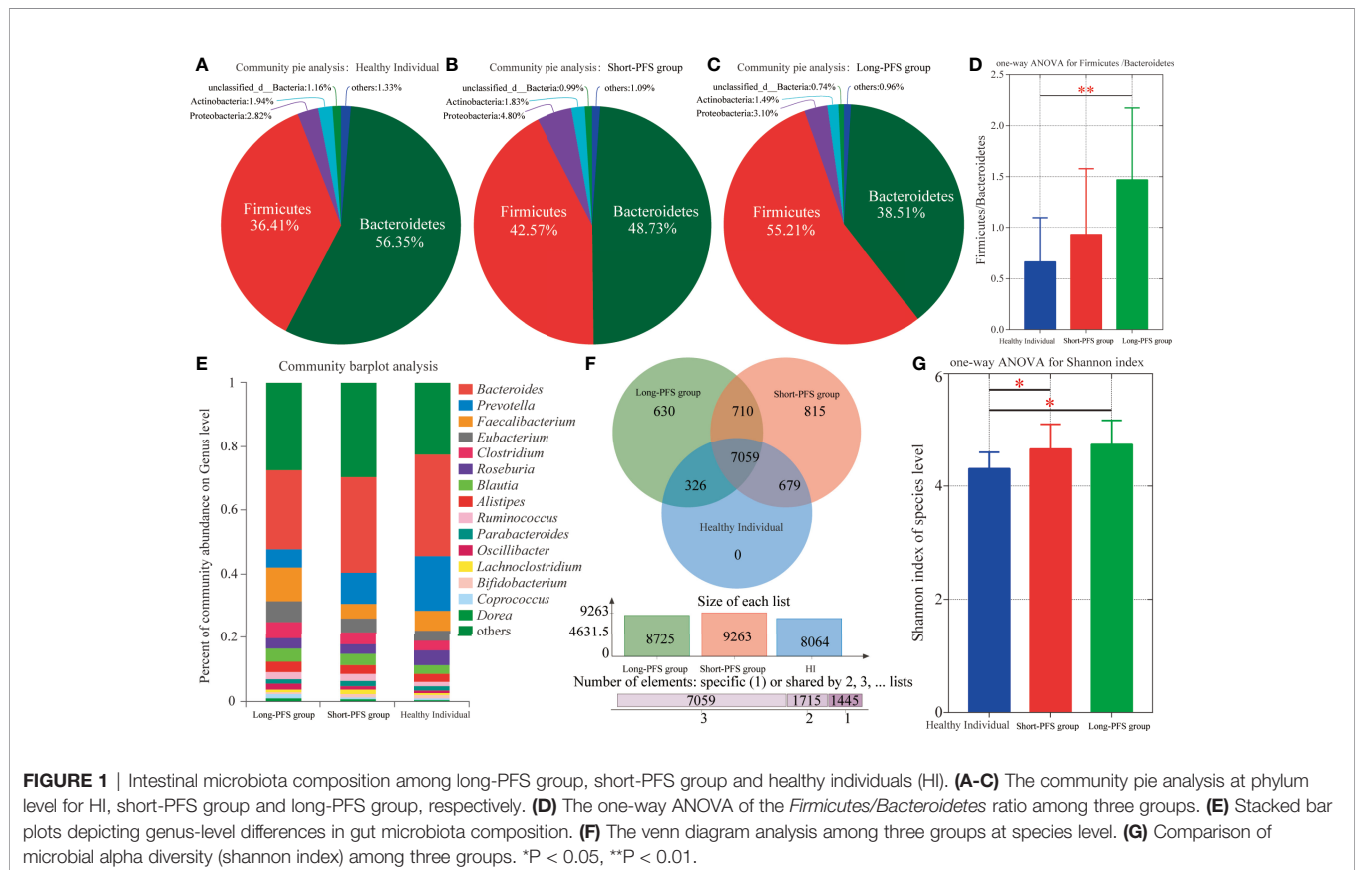 A
Community pie analysis: Healthy Individual
unclassified_d__Bacteria:1.16%
others:1.33%
Actinobacteria:1.94%
Proteobacteria:2.82%
Firmicutes
36.41%
Bacteroidetes
56.35%
B
Community pie analysis: Short-PFS group
unclassified_d__Bacteria:0.99%
others:1.09%
Actinobacteria:1.83%
Proteobacteria:4.80%
Firmicutes
42.57%
Bacteroidetes
48.73%
C
Community pie analysis: Long-PFS group
unclassified_d__Bacteria:0.74%
others:0.96%
Actinobacteria:1.49%
Proteobacteria:3.10%
Firmicutes
55.21%
Bacteroidetes
38.51%
D
one-way ANOVA for Firmicutes /Bacteroidetes
Firmicutes/Bacteroidetes
2.5
2.0
1.5
1.0
0.5
0.0
**
Healthy Individual
Short-PFS group
Long-PFS group
E
Community barplot analysis
Percent of community abundance on Genus level
1
0.8
0.6
0.4
0.2
0
Long-PFS group
Short-PFS group
Healthy Individual
Bacteroides
Prevotella
Faecalibacterium
Eubacterium
Clostridium
Roseburia
Blautia
Alistipes
Ruminococcus
Parabacteroides
Oscillibacter
Lachnoclostridium
Bifidobacterium
Coprococcus
Dorea
others
F
Long-PFS group
630
710
Short-PFS group
815
7059
326
679
Healthy Individual
0
Size of each list
9263
4631.5
0
8725
9263
8064
Long-PFS group
Short-PFS group
HI
Number of elements: specific (1) or shared by 2, 3, ... lists
7059
1715
1445
3
2
1
G
one-way ANOVA for Shannon index
Shannon index of species level
6
4
2
0
*
*
Healthy Individual
Short-PFS group
Long-PFS group
FIGURE 1 | Intestinal microbiota composition among long-PFS group, short-PFS group and healthy individuals (HI). (A-C) The community pie analysis at phylum
level for HI, short-PFS group and long-PFS group, respectively. (D) The one-way ANOVA of the Firmicutes/Bacteroidetes ratio among three groups. (E) Stacked bar
plots depicting genus-level differences in gut microbiota composition. (F) The venn diagram analysis among three groups at species level. (G) Comparison of
microbial alpha diversity (shannon index) among three groups. *P < 0.05, **P < 0.01.